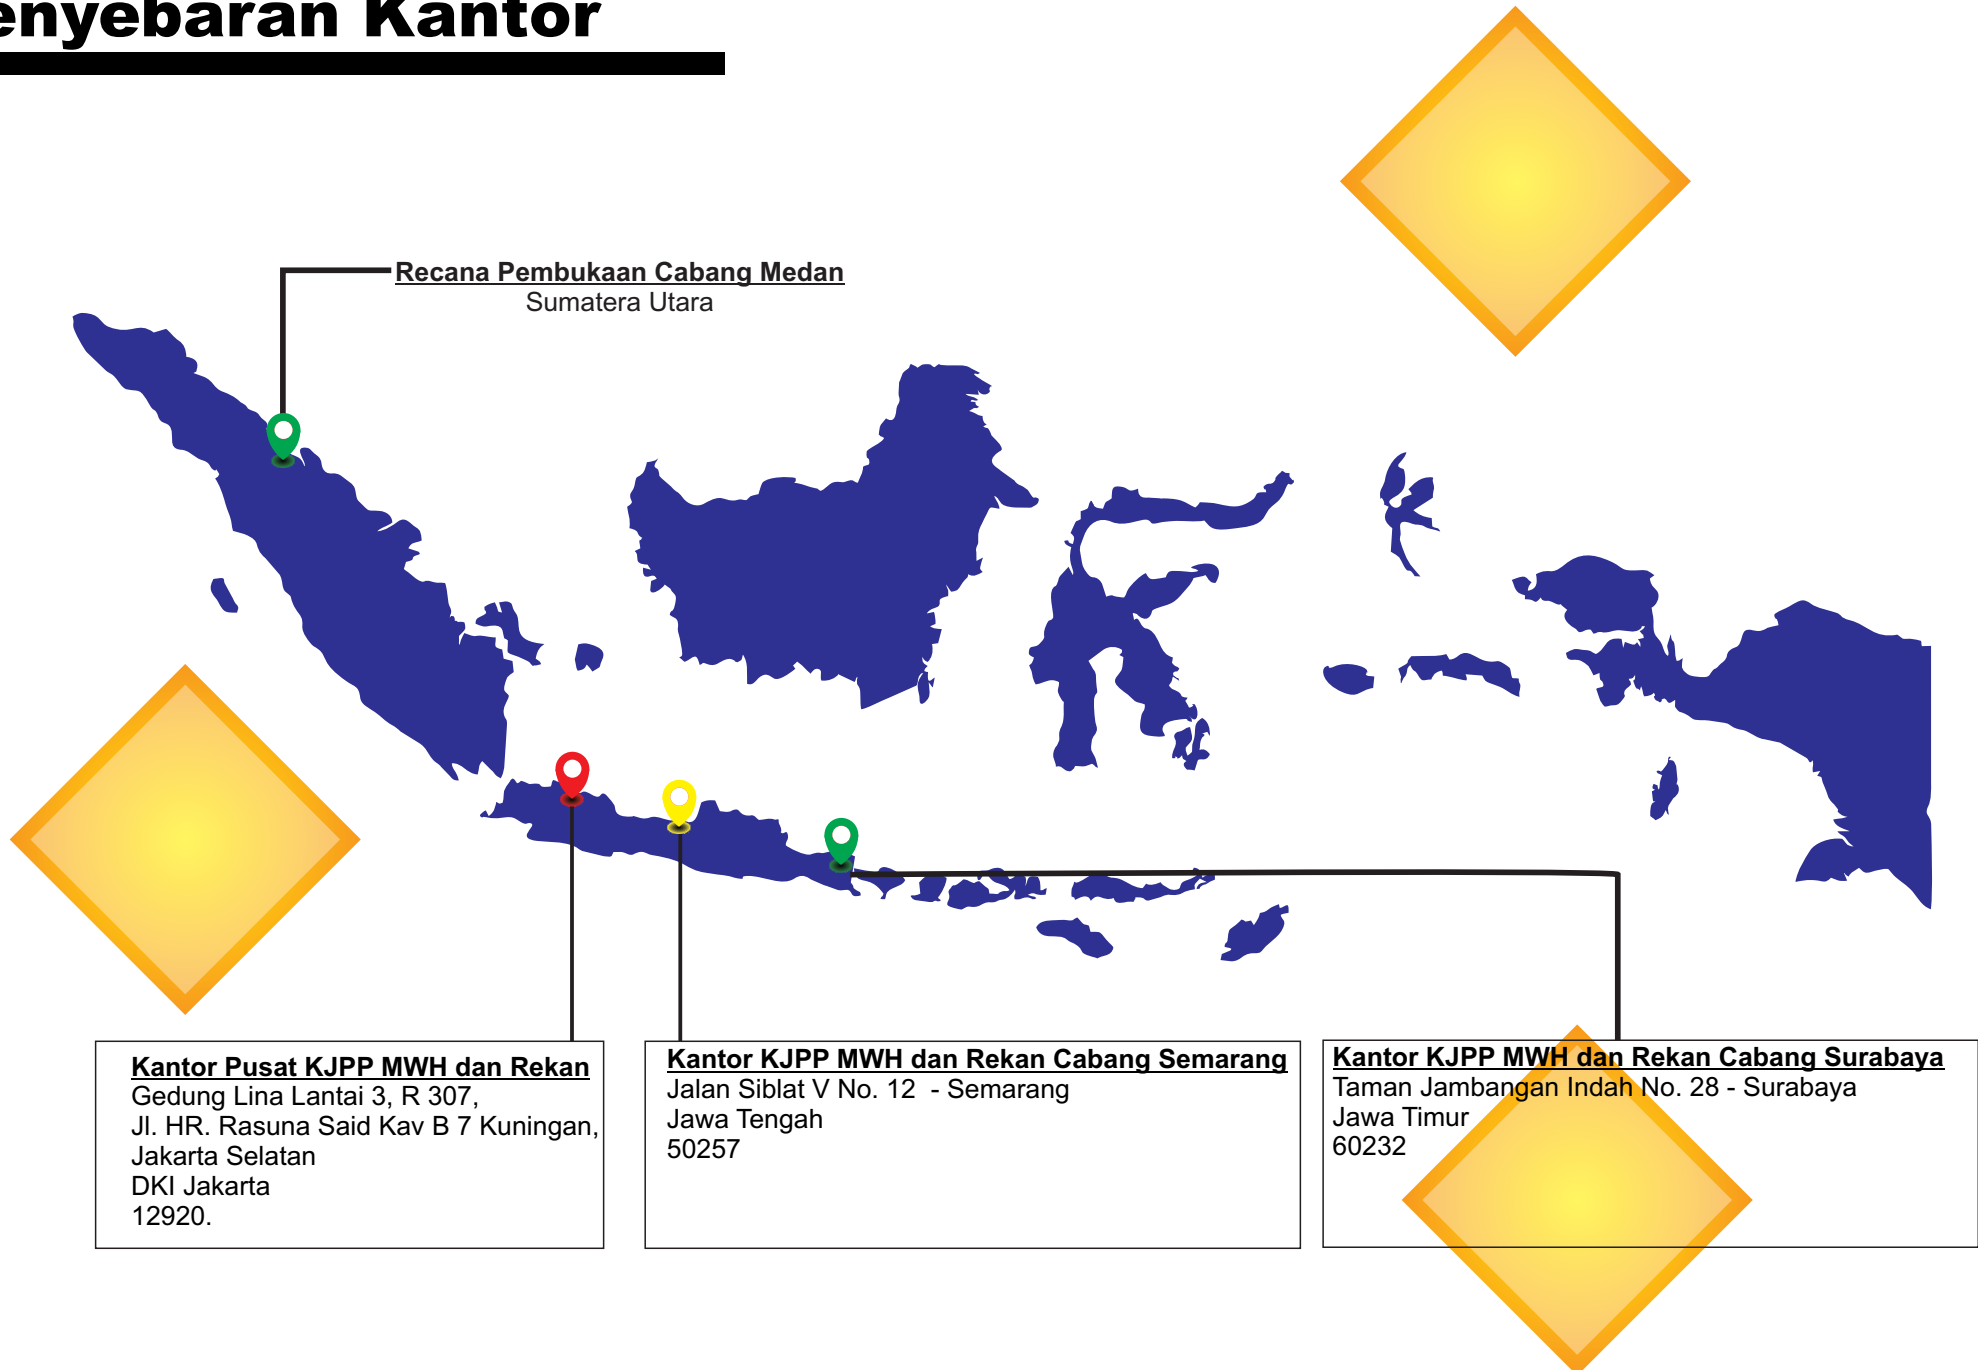 enyebaran Kantor
Recana Pembukaan Cabang Medan
Sumatera Utara
Kantor Pusat KJPP MWH dan Rekan
Gedung Lina Lantai 3, R 307,
Jl. HR. Rasuna Said Kav B 7 Kuningan,
Jakarta Selatan
DKI Jakarta
12920.
Kantor KJPP MWH dan Rekan Cabang Semarang
Jalan Siblat V No. 12 - Semarang
Jawa Tengah
50257
Kantor KJPP MWH dan Rekan Cabang Surabaya
Taman Jambangan Indah No. 28 - Surabaya
Jawa Timur
60232